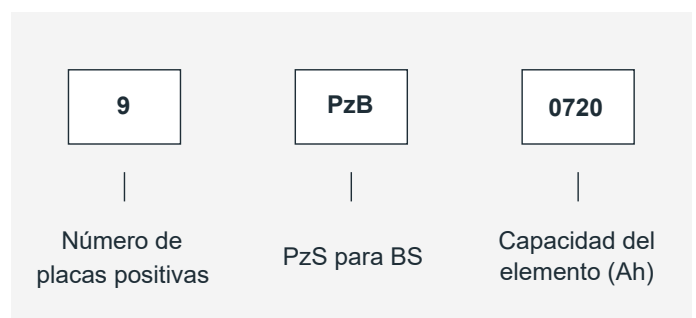 9
PzB
0720
Número de
placas positivas
PzS para BS
Capacidad del
elemento (Ah)